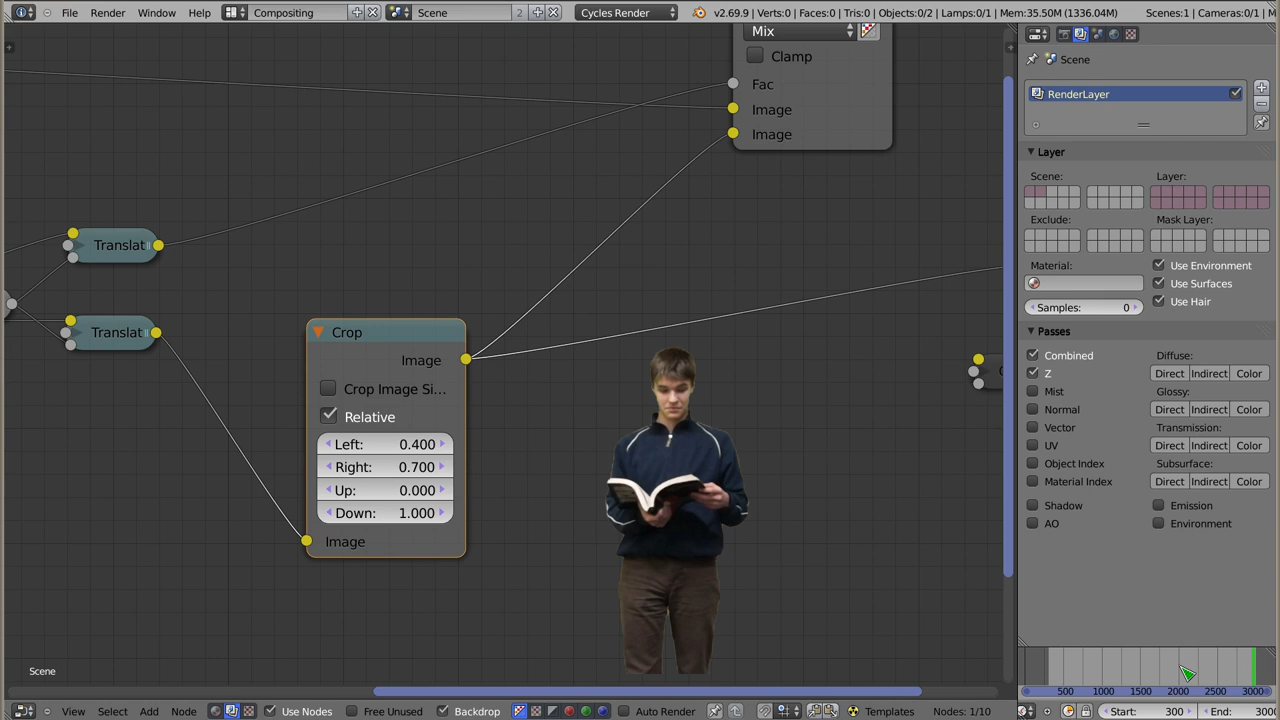 File Render Window Help Compositing Scene 2 Cycles Render v2.69.9 | Verts:0 | Faces:0 | Tris:0 | Objects:0/2 | Lamps:0/1 | Mem:35.50M (1336.04M) Scenes:1 | Cameras:0/1 | M
Mix
Clamp
Fac
Image
Image
Translat
Translat
Crop
Image
Crop Image Si...
Relative
Left: 0.400
Right: 0.700
Up: 0.000
Down: 1.000
Image
Scene
Scene
RenderLayer
Layer
Scene: Layer:
Exclude: Mask Layer:
Material: Use Environment
Use Surfaces
Samples: 0 Use Hair
Passes
Combined Diffuse:
Z Direct Indirect Color
Mist Glossy:
Normal Direct Indirect Color
Vector Transmission:
UV Direct Indirect Color
Object Index Subsurface:
Material Index Direct Indirect Color
Shadow Emission
AO Environment
500 1000 1500 2000 2500 3000
View Select Add Node Use Nodes Free Unused Backdrop Auto Render Templates Nodes: 1/10 Start: 300 End: 300